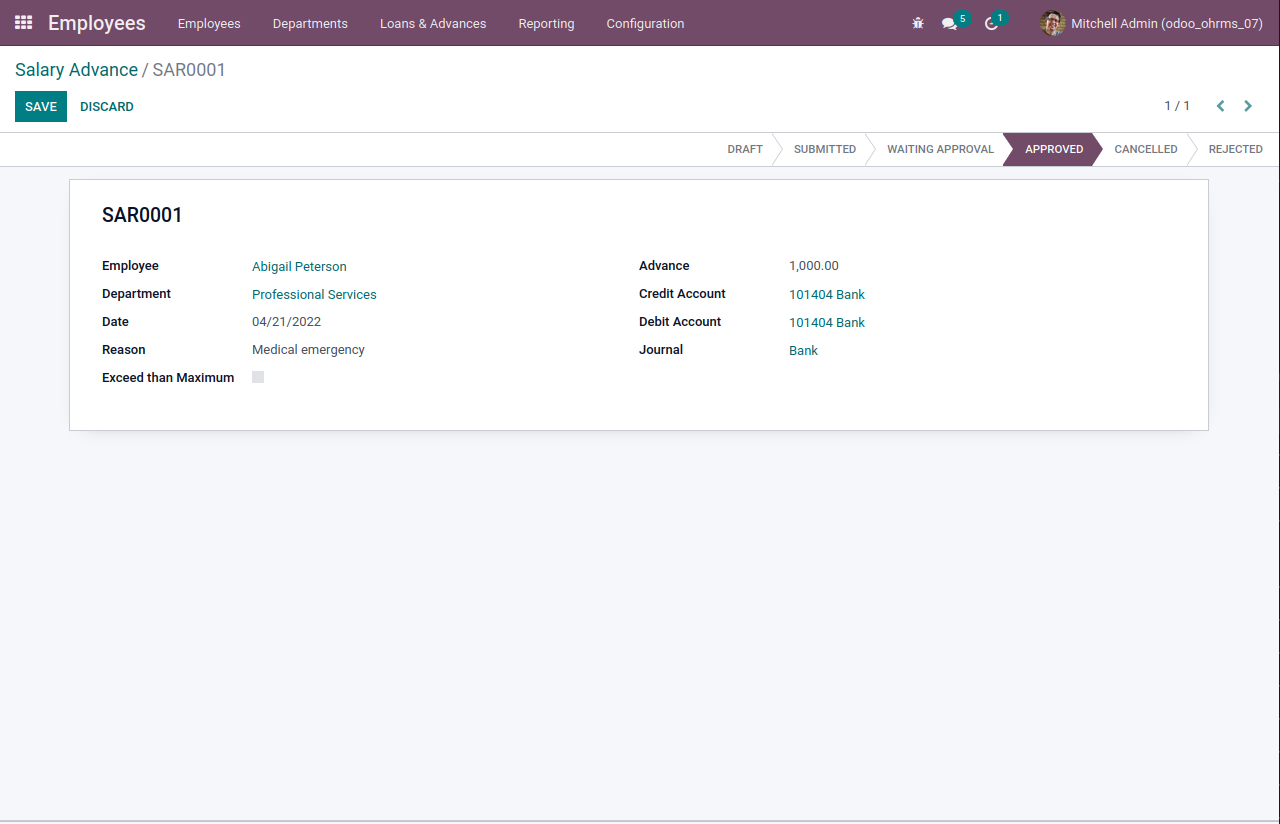 Employees Employees Departments Loans & Advances Reporting Configuration 5 1 Mitchell Admin (odoo_ohrms_07)
Salary Advance / SAR0001
SAVE DISCARD 1 / 1
DRAFT SUBMITTED WAITING APPROVAL APPROVED CANCELLED REJECTED
SAR0001
Employee Abigail Peterson Advance 1,000.00
Department Professional Services Credit Account 101404 Bank
Date 04/21/2022 Debit Account 101404 Bank
Reason Medical emergency Journal Bank
Exceed than Maximum